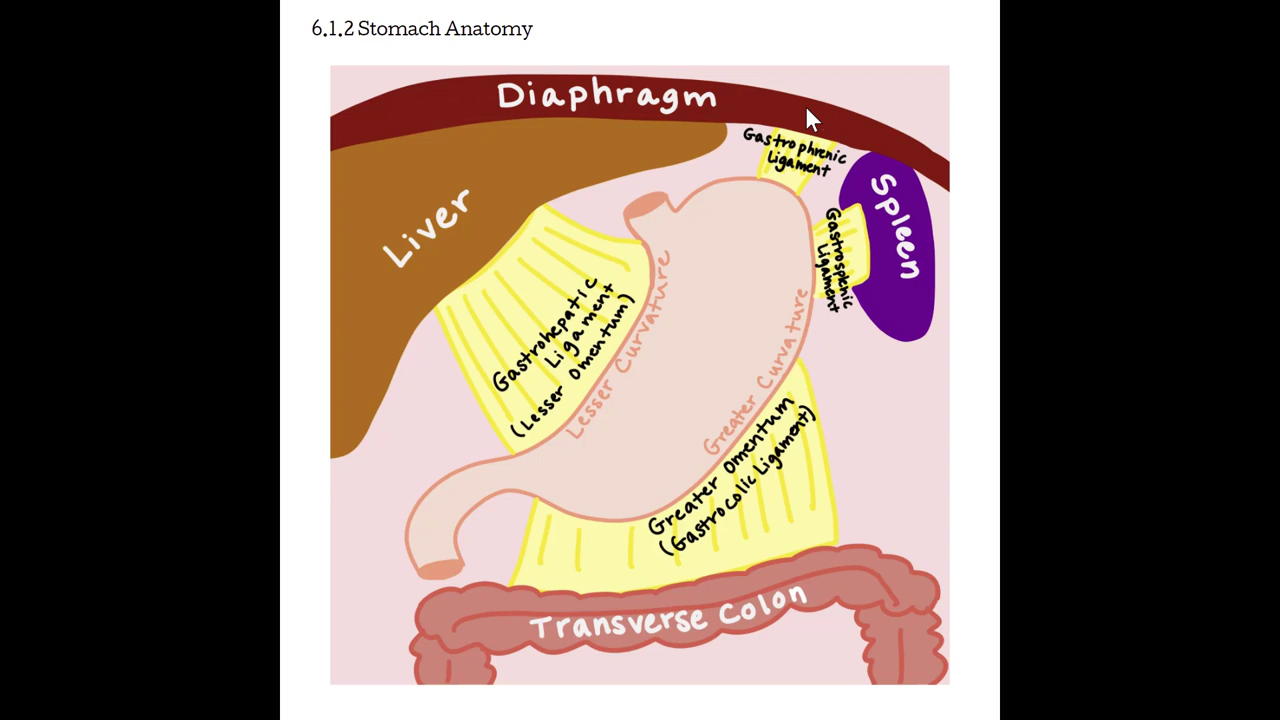 6.1.2 Stomach Anatomy
Diaphragm
Gastrophrenic
Ligament
Liver
Spleen
Gastrosplenic
Ligament
Gastrohepatic
Ligament
(Lesser Omentum)
Lesser Curvature
Greater Curvature
Greater Omentum
(Gastrocolic Ligament)
Transverse Colon